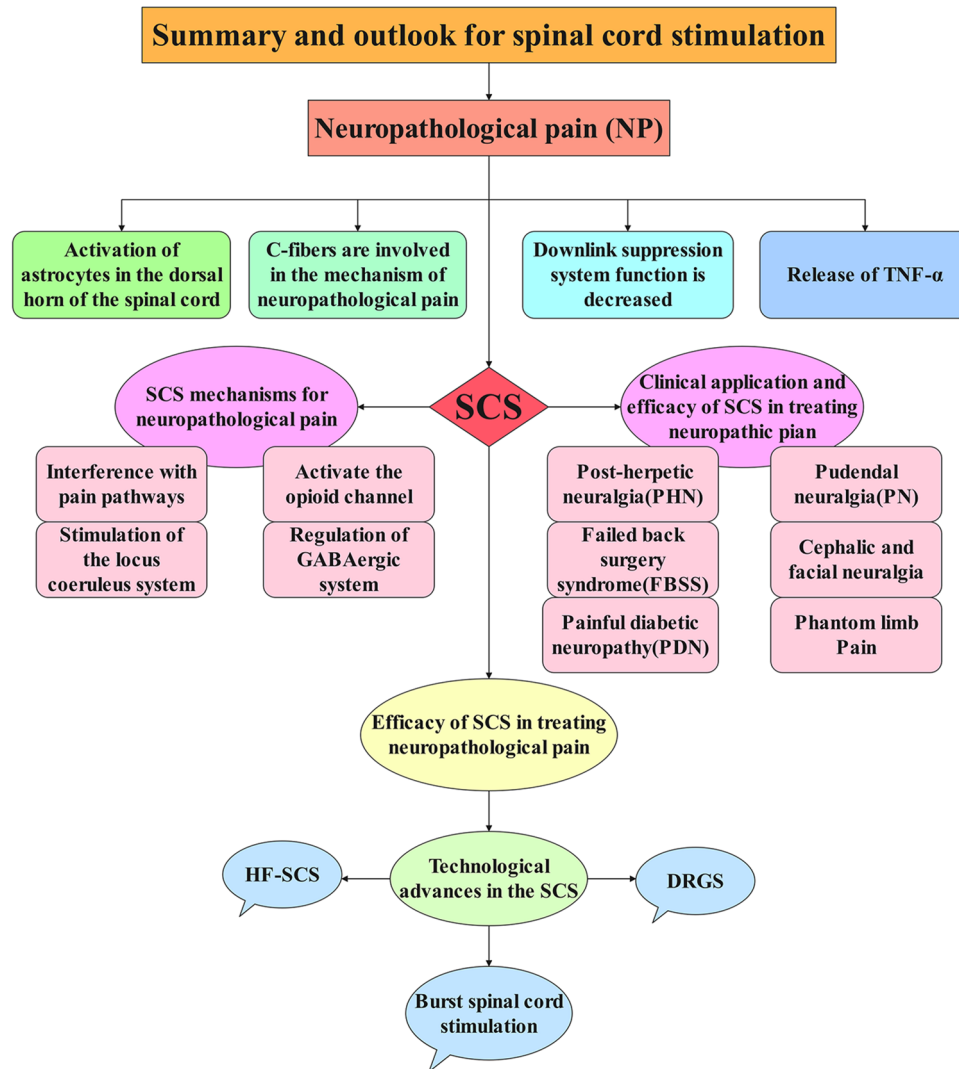 Summary and outlook for spinal cord stimulation
Neuropathological pain (NP)
Activation of
astrocytes in the dorsal
horn of the spinal cord
C-fibers are involved
in the mechanism of
neuropathological pain
Downlink suppression
system function is
decreased
Release of TNF-α
SCS mechanisms for
neuropathological pain
SCS
Clinical application and
efficacy of SCS in treating
neuropathic pian
Interference with
pain pathways
Activate the
opioid channel
Stimulation of
the locus
coeruleus system
Regulation of
GABAergic
system
Post-herpetic
neuralgia(PHN)
Pudendal
neuralgia(PN)
Failed back
surgery
syndrome(FBSS)
Cephalic and
facial neuralgia
Painful diabetic
neuropathy(PDN)
Phantom limb
Pain
Efficacy of SCS in treating
neuropathological pain
Technological
advances in the SCS
HF-SCS
DRGS
Burst spinal cord
stimulation